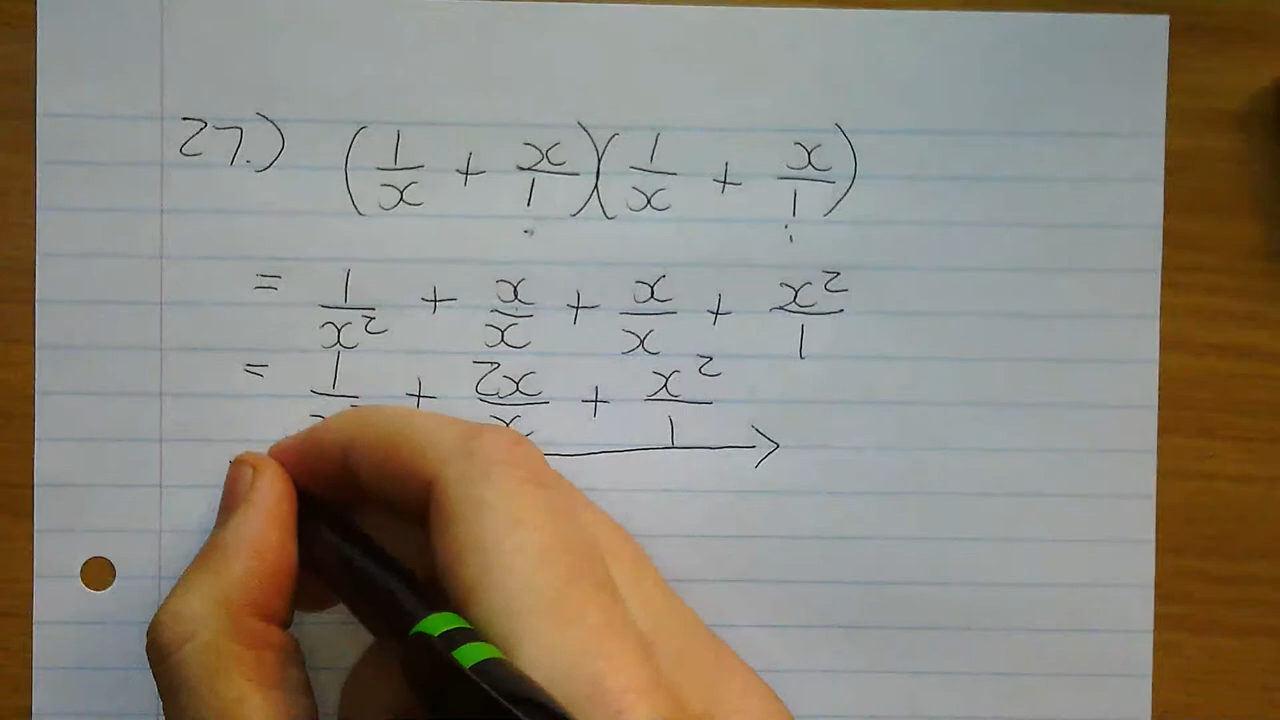 27.) (1/x + x/1)(1/x + x/1)
= 1/x² + x/x + x/x + x²/1
= 1/ + 2x/x + x²/1